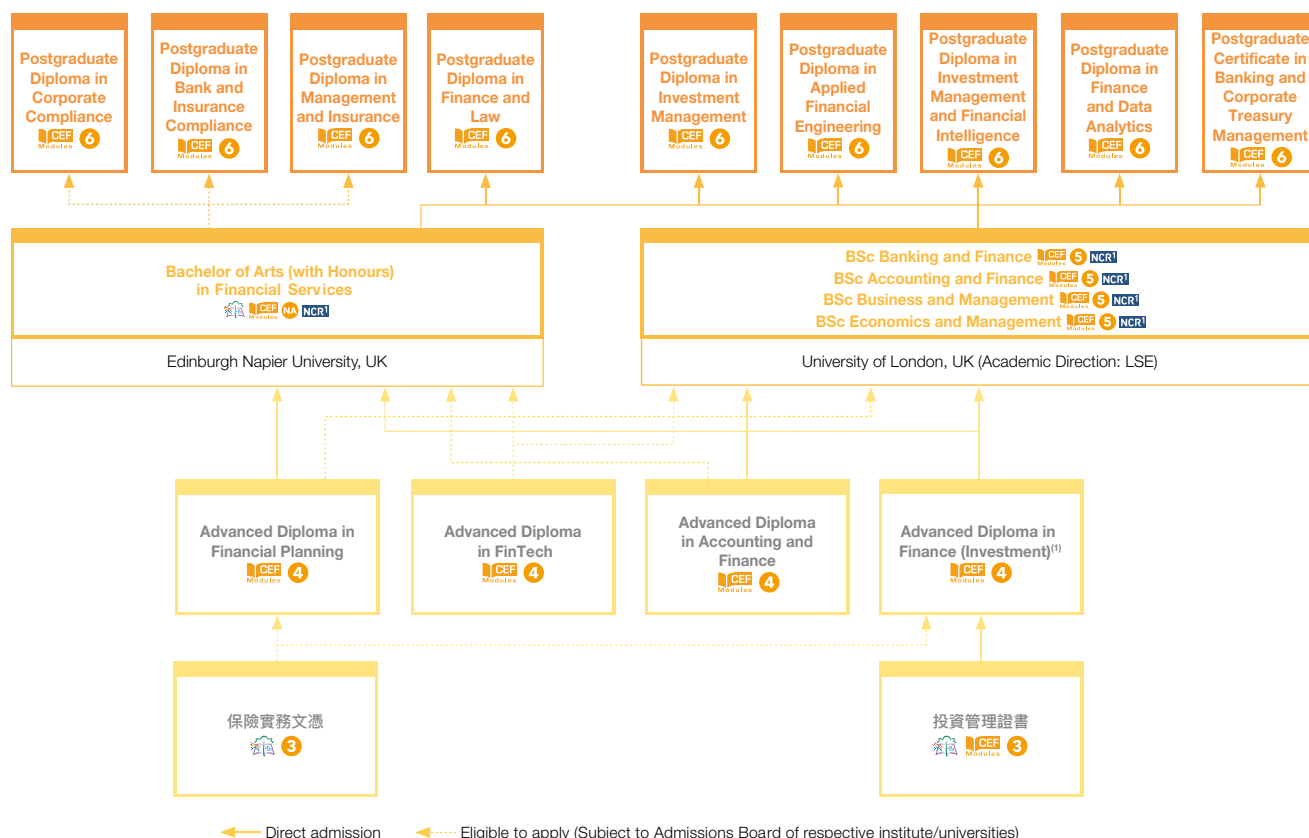 Postgraduate
Diploma in
Corporate
Compliance
CEF
Modules
6
Postgraduate
Diploma in
Bank and
Insurance
Compliance
CEF
Modules
6
Postgraduate
Diploma in
Management
and Insurance
CEF
Modules
6
Postgraduate
Diploma in
Finance and
Law
CEF
Modules
6
Postgraduate
Diploma in
Investment
Management
CEF
Modules
6
Postgraduate
Diploma in
Applied
Financial
Engineering
CEF
Modules
6
Postgraduate
Diploma in
Investment
Management
and Financial
Intelligence
CEF
Modules
6
Postgraduate
Diploma in
Finance
and Data
Analytics
CEF
Modules
6
Postgraduate
Certificate in
Banking and
Corporate
Treasury
Management
CEF
Modules
6
Bachelor of Arts (with Honours)
in Financial Services
CEF NA NCR1
Modules
Edinburgh Napier University, UK
BSc Banking and Finance CEF Modules 5 NCR1
BSc Accounting and Finance CEF Modules 5 NCR1
BSc Business and Management CEF Modules 5 NCR1
BSc Economics and Management CEF Modules 5 NCR1
University of London, UK (Academic Direction: LSE)
Advanced Diploma in
Financial Planning
CEF
Modules
4
Advanced Diploma
in FinTech
CEF
Modules
4
Advanced Diploma
in Accounting and
Finance
CEF
Modules
4
Advanced Diploma in
Finance (Investment)(1)
CEF
Modules
4
保險實務文憑
3
投資管理證書
CEF
Modules
3
Direct admission
Eligible to apply (Subject to Admissions Board of respective institute/universities)